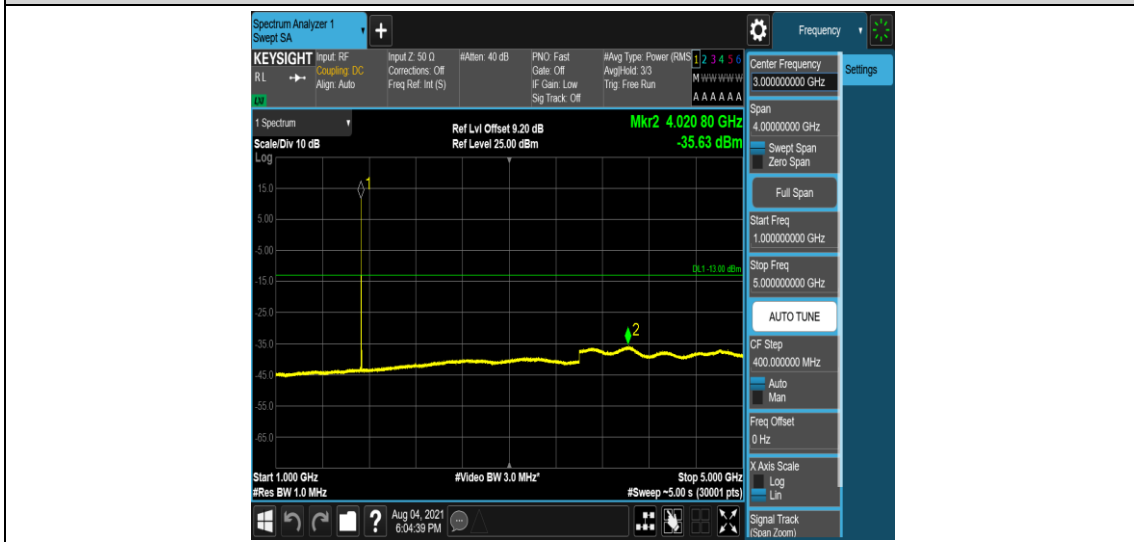 Spectrum Analyzer 1
Swept SA
+
Frequency
KEYSIGHT
RL
LXI
Input: RF
Coupling: DC
Align: Auto
Input Z: 50 Ω
Corrections: Off
Freq Ref: Int (S)
#Atten: 40 dB
PNO: Fast
Gate: Off
IF Gain: Low
Sig Track: Off
#Avg Type: Power (RMS
Avg|Hold: 3/3
Trig: Free Run
1 2 3 4 5 6
M W W W W W
A A A A A A
1 Spectrum
Scale/Div 10 dB
Log
Ref Lvl Offset 9.20 dB
Ref Level 25.00 dBm
Mkr2 4.020 80 GHz
-35.63 dBm
15.0
5.00
-5.00
-15.0
-25.0
-35.0
-45.0
-55.0
-65.0
1
DL1 -13.00 dBm
2
Start 1.000 GHz
#Res BW 1.0 MHz
#Video BW 3.0 MHz*
Stop 5.000 GHz
#Sweep ~5.00 s (30001 pts)
Center Frequency
3.000000000 GHz
Settings
Span
4.00000000 GHz
Swept Span
Zero Span
Full Span
Start Freq
1.000000000 GHz
Stop Freq
5.000000000 GHz
AUTO TUNE
CF Step
400.000000 MHz
Auto
Man
Freq Offset
0 Hz
X Axis Scale
Log
Lin
Signal Track
(Span Zoom)
?
Aug 04, 2021
6:04:39 PM